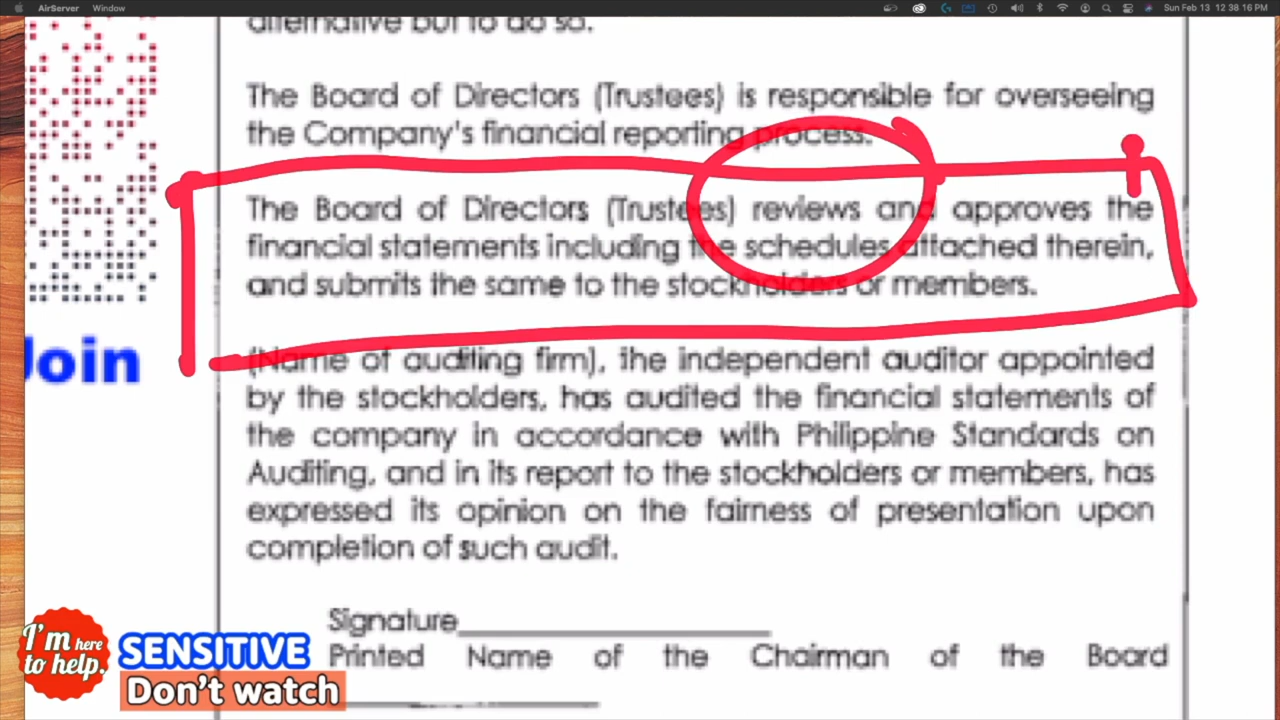 AirServer Window
Sun Feb 13 12 38 16 PM
alternative but to do so.
The Board of Directors (Trustees) is responsible for overseeing
the Company's financial reporting process.
The Board of Directors (Trustees) reviews and approves the
financial statements including the schedules attached therein,
and submits the same to the stockholders or members.
Join
(Name of auditing firm), the independent auditor appointed
by the stockholders, has audited the financial statements of
the company in accordance with Philippine Standards on
Auditing, and in its report to the stockholders or members, has
expressed its opinion on the fairness of presentation upon
completion of such audit.
Signature
Printed Name of the Chairman of the Board
I'm here
to help.
SENSITIVE
Don't watch